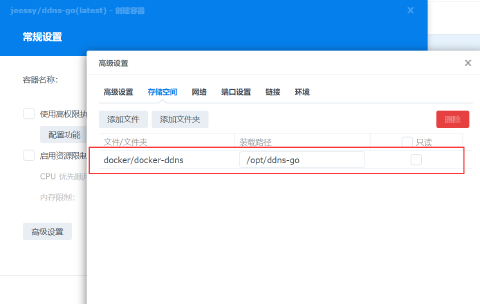 jeessy/ddns-go(latest) - 创建容器
常规设置
容器名称:
使用高权限执
配置功能
启用资源限制
CPU 优先顺
内存限制:
高级设置
高级设置
高级设置 存储空间 网络 端口设置 链接 环境
添加文件 添加文件夹 删除
文件/文件夹 装载路径 只读
docker/docker-ddns /opt/ddns-go